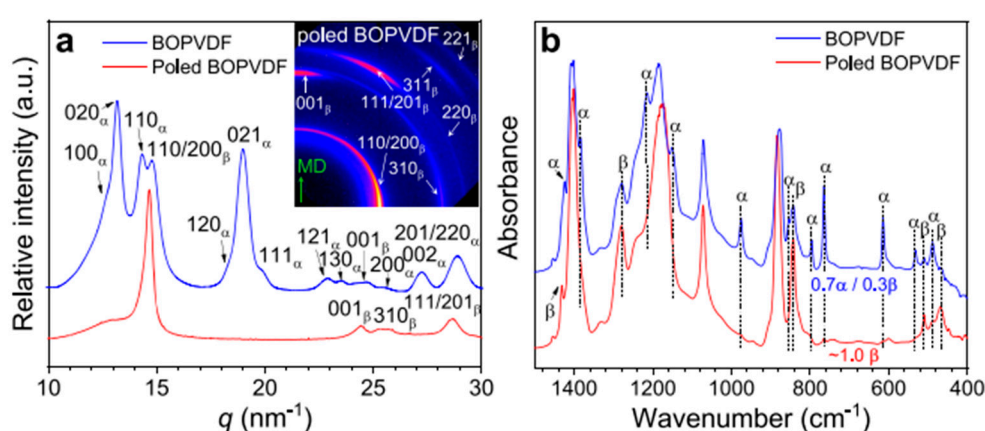 a
BOPVDF
Poled BOPVDF
020α
100α
110α
110/200β
021α
120α
111α
121α
130α
001β
200α
002α
201/220α
001β
310β
111/201β
poled BOPVDF
221β
311β
001β
111/201β
220β
110/200β
310β
MD
Relative intensity (a.u.)
10 15 20 25 30
q (nm-1)
b
BOPVDF
Poled BOPVDF
α
α
β
α
α
α
α
β
α
α
α
α
β
α
β
β
0.7α / 0.3β
~1.0 β
Absorbance
1400 1200 1000 800 600 400
Wavenumber (cm-1)